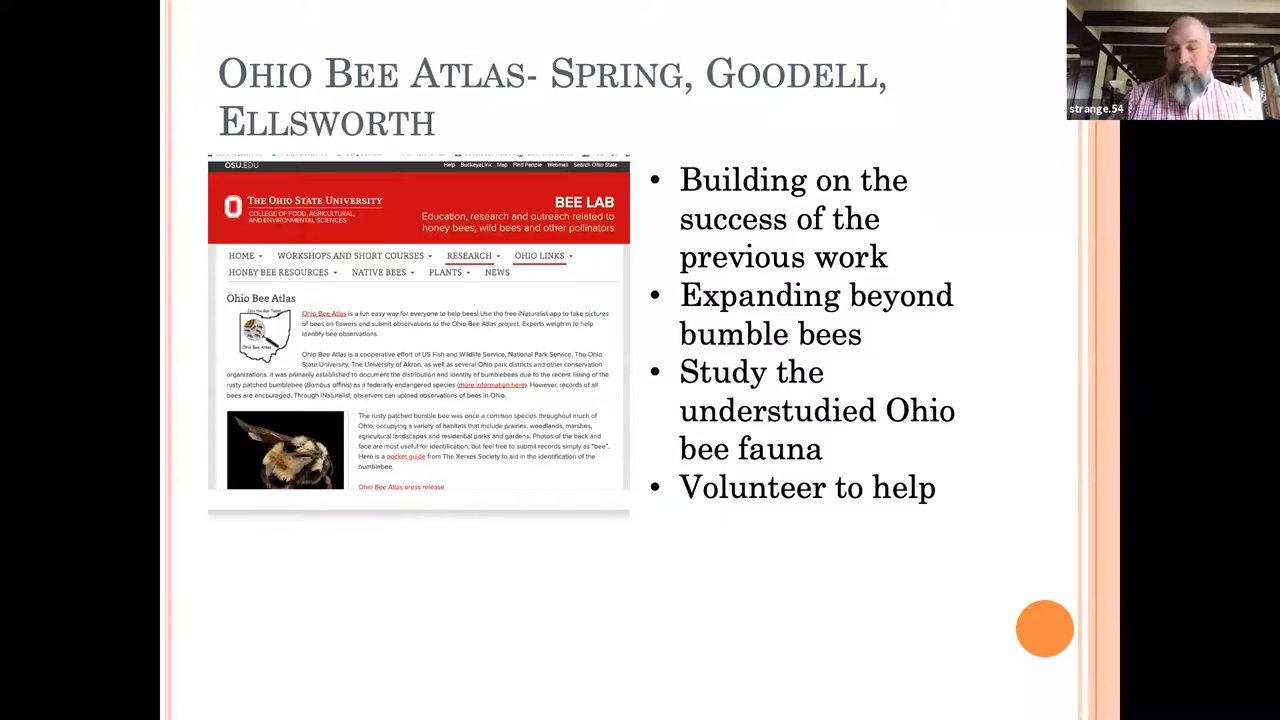 OHIO BEE ATLAS- SPRING, GOODELL,
ELLSWORTH
strange.54
OSU.EDU
Help BuckeyeLink Map Find People Webmail Search Ohio State
THE OHIO STATE UNIVERSITY
COLLEGE OF FOOD, AGRICULTURAL,
AND ENVIRONMENTAL SCIENCES
BEE LAB
Education, research and outreach related to
honey bees, wild bees and other pollinators
HOME WORKSHOPS AND SHORT COURSES RESEARCH OHIO LINKS
HONEY BEE RESOURCES NATIVE BEES PLANTS NEWS
Ohio Bee Atlas
Ohio Bee Atlas is a fun easy way for everyone to help bees! Use the free iNaturalist app to take pictures
of bees on flowers and submit observations to the Ohio Bee Atlas project. Experts weigh in to help
identify bee observations.
Ohio Bee Atlas
Ohio Bee Atlas is a cooperative effort of US Fish and Wildlife Service, National Park Service, The Ohio
State University, The University of Akron, as well as several Ohio park districts and other conservation
organizations. It was primarily established to document the distribution and identity of bumblebees due to the recent listing of the
rusty patched bumblebee (Bombus affinis) as a federally endangered species (more information here). However, records of all
bees are encouraged. Through iNaturalist, observers can upload observations of bees in Ohio.
The rusty patched bumble bee was once a common species throughout much of
Ohio, occupying a variety of habitats that include prairies, woodlands, marshes,
agricultural landscapes and residential parks and gardens. Photos of the back and
face are most useful for identification, but feel free to submit records simply as "bee".
Here is a pocket guide from The Xerxes Society to aid in the identification of the
bumblebee.
Ohio Bee Atlas press release
• Building on the
success of the
previous work
• Expanding beyond
bumble bees
• Study the
understudied Ohio
bee fauna
• Volunteer to help